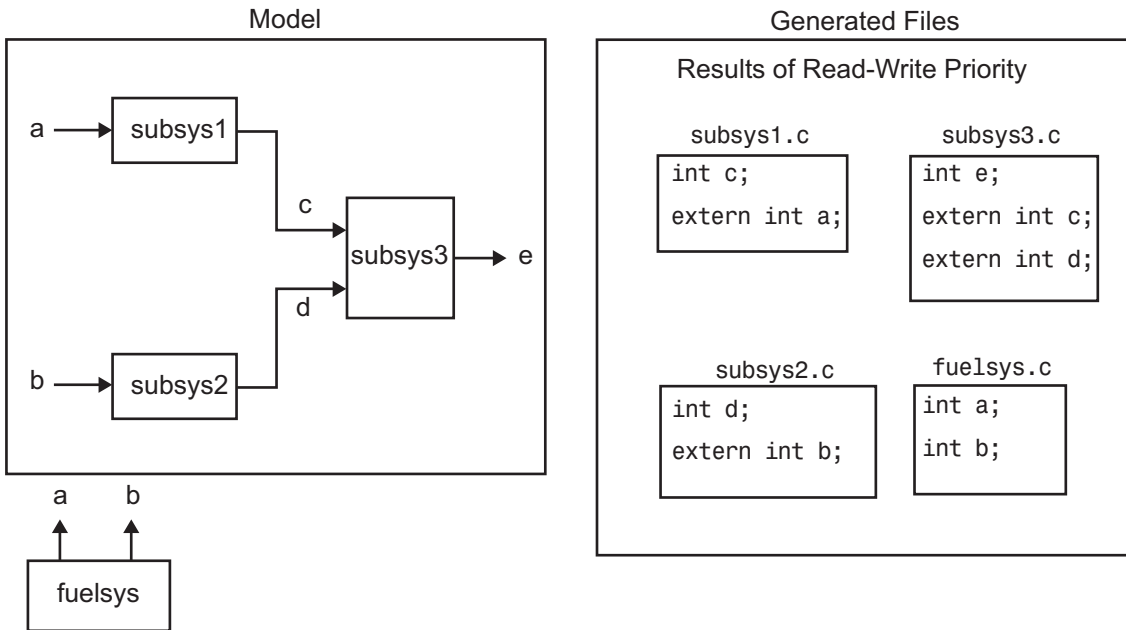 Model
a
subsys1
c
subsys3
e
d
b
subsys2
a b
fuelsys
Generated Files
Results of Read-Write Priority
subsys1.c
int c;
extern int a;
subsys3.c
int e;
extern int c;
extern int d;
subsys2.c
int d;
extern int b;
fuelsys.c
int a;
int b;